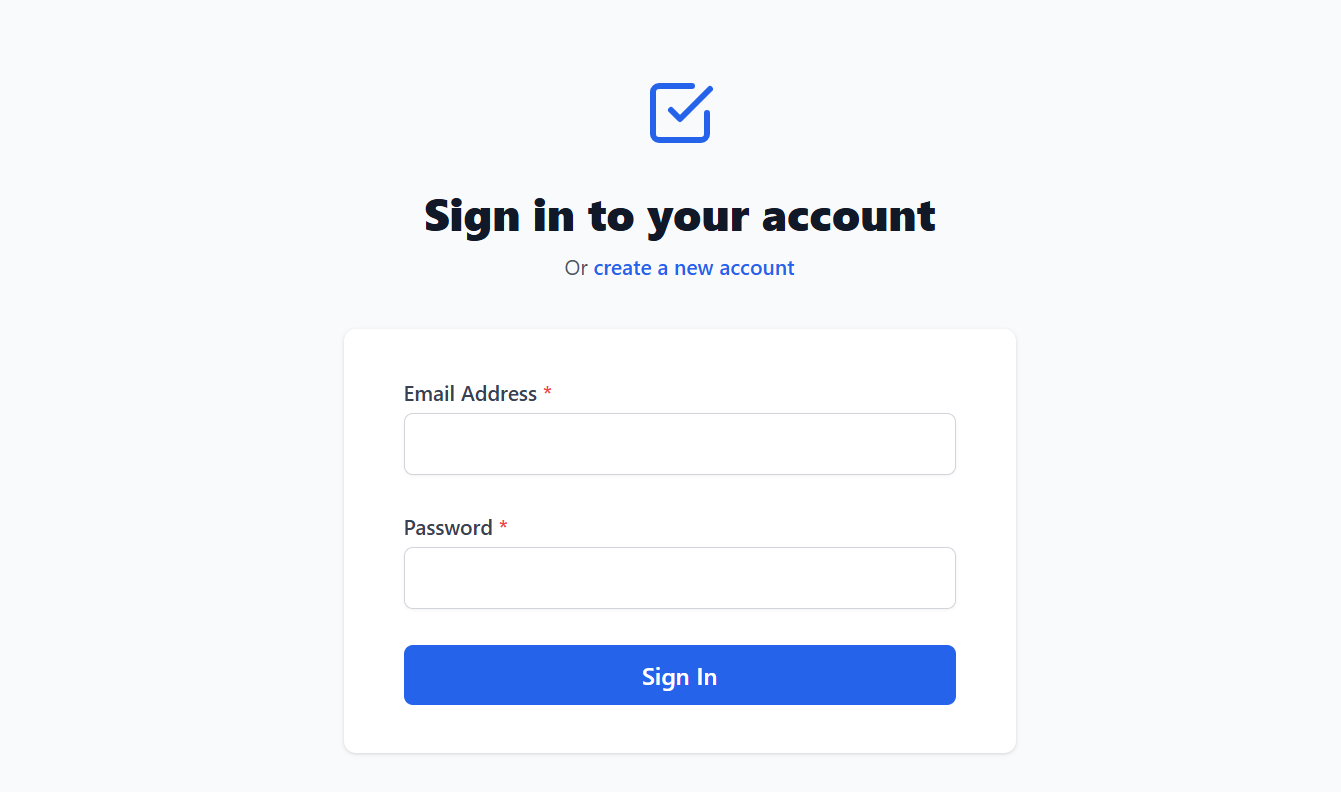 Sign in to your account
Or create a new account
Email Address *
Password *
Sign In